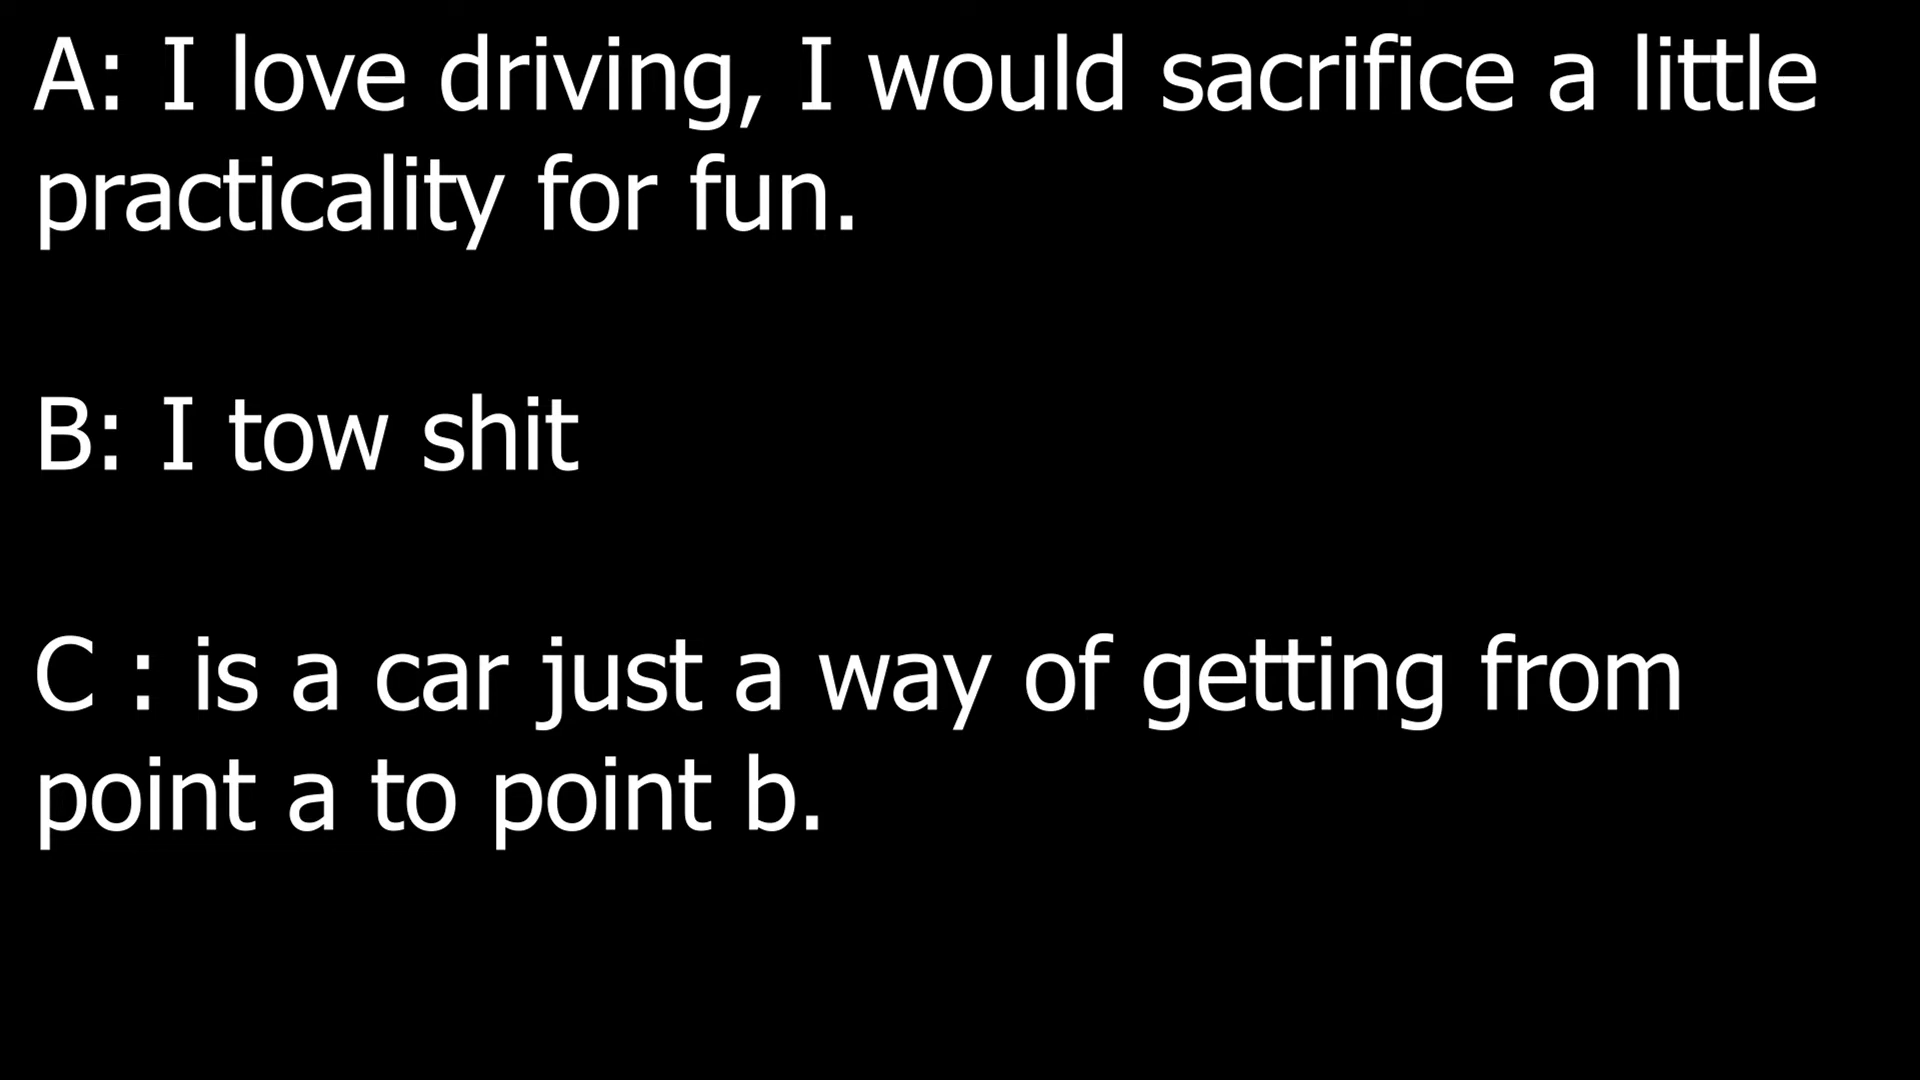 A: I love driving, I would sacrifice a little
practicality for fun.
B: I tow shit
C : is a car just a way of getting from
point a to point b.